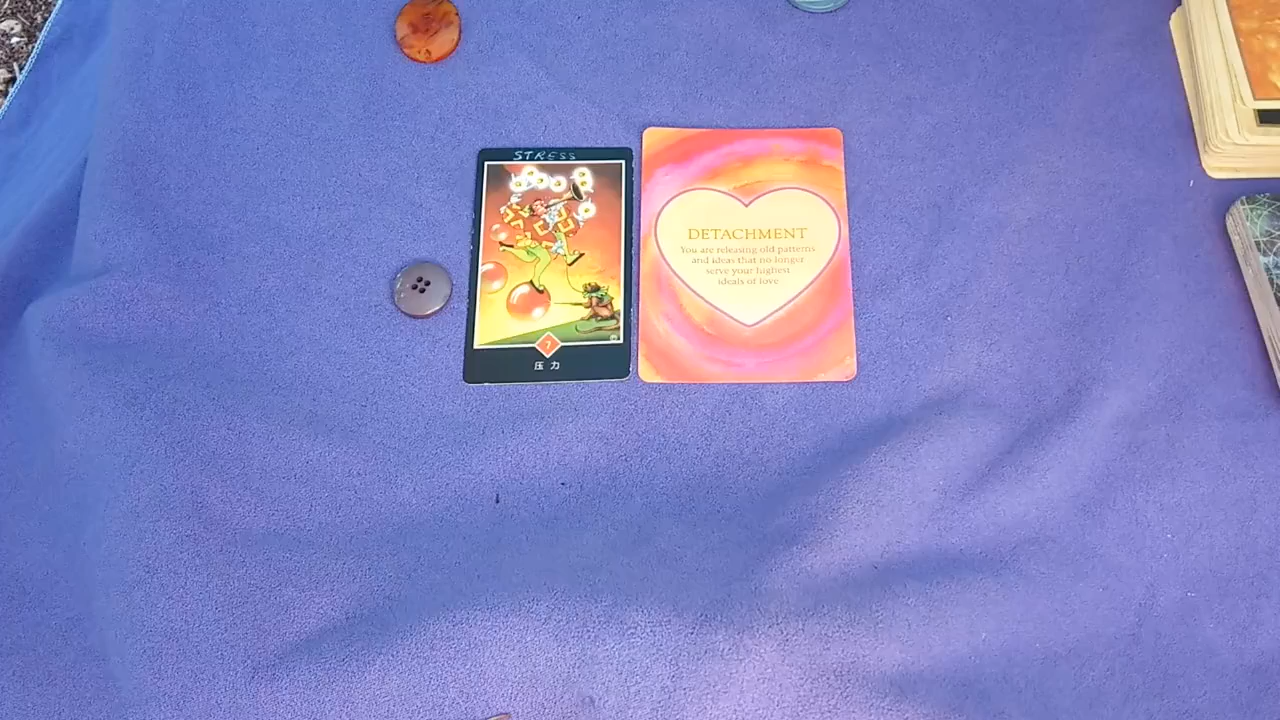 STRESS
7
压力
DETACHMENT
You are releasing old patterns
and ideas that no longer
serve your highest
ideals of love